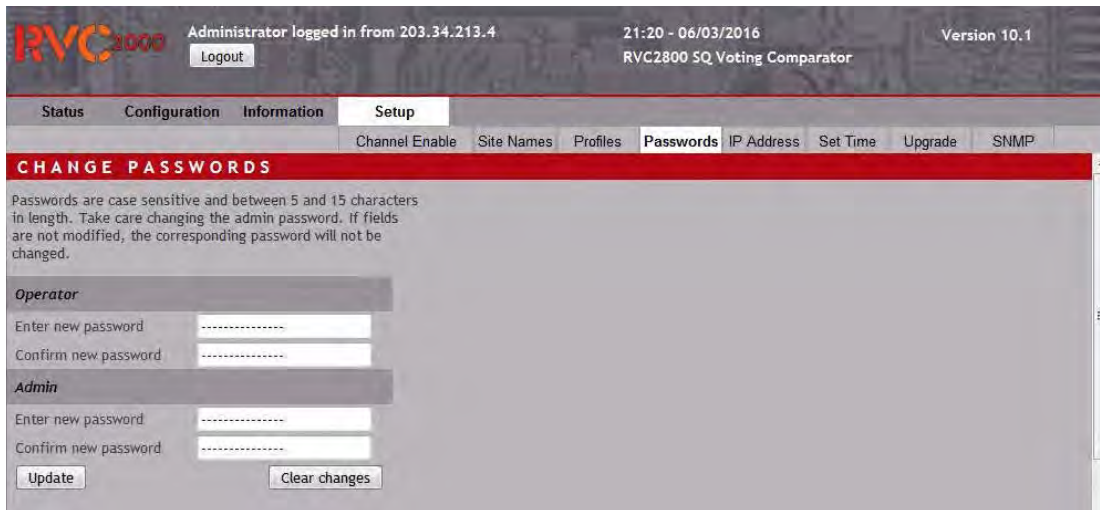 RVC2000
Administrator logged in from 203.34.213.4
Logout
21:20 - 06/03/2016
RVC2800 SQ Voting Comparator
Version 10.1
Status Configuration Information Setup
Channel Enable Site Names Profiles Passwords IP Address Set Time Upgrade SNMP
CHANGE PASSWORDS
Passwords are case sensitive and between 5 and 15 characters
in length. Take care changing the admin password. If fields
are not modified, the corresponding password will not be
changed.
Operator
Enter new password ---------------
Confirm new password ---------------
Admin
Enter new password ---------------
Confirm new password ---------------
Update Clear changes